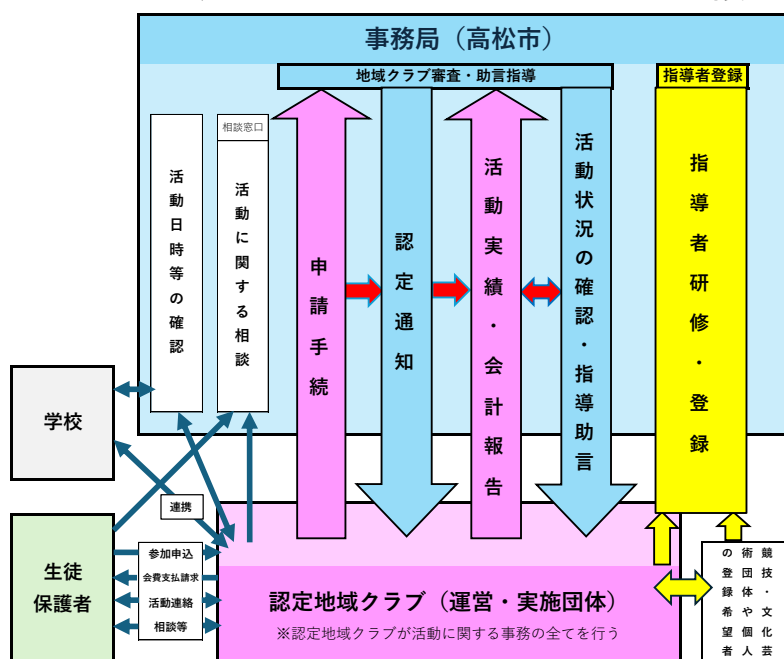 事務局（高松市）
地域クラブ審査・助言指導
指導者登録
相談窓口
活動日時等の確認
活動に関する相談
申請手続
認定通知
活動実績・会計報告
活動状況の確認・指導助言
指導者研修・登録
学校
連携
生徒
保護者
参加申込
会費支払請求
活動連絡
相談等
認定地域クラブ（運営・実施団体）
※認定地域クラブが活動に関する事務の全てを行う
競技・文化芸
術団体や個人
の登録希望者